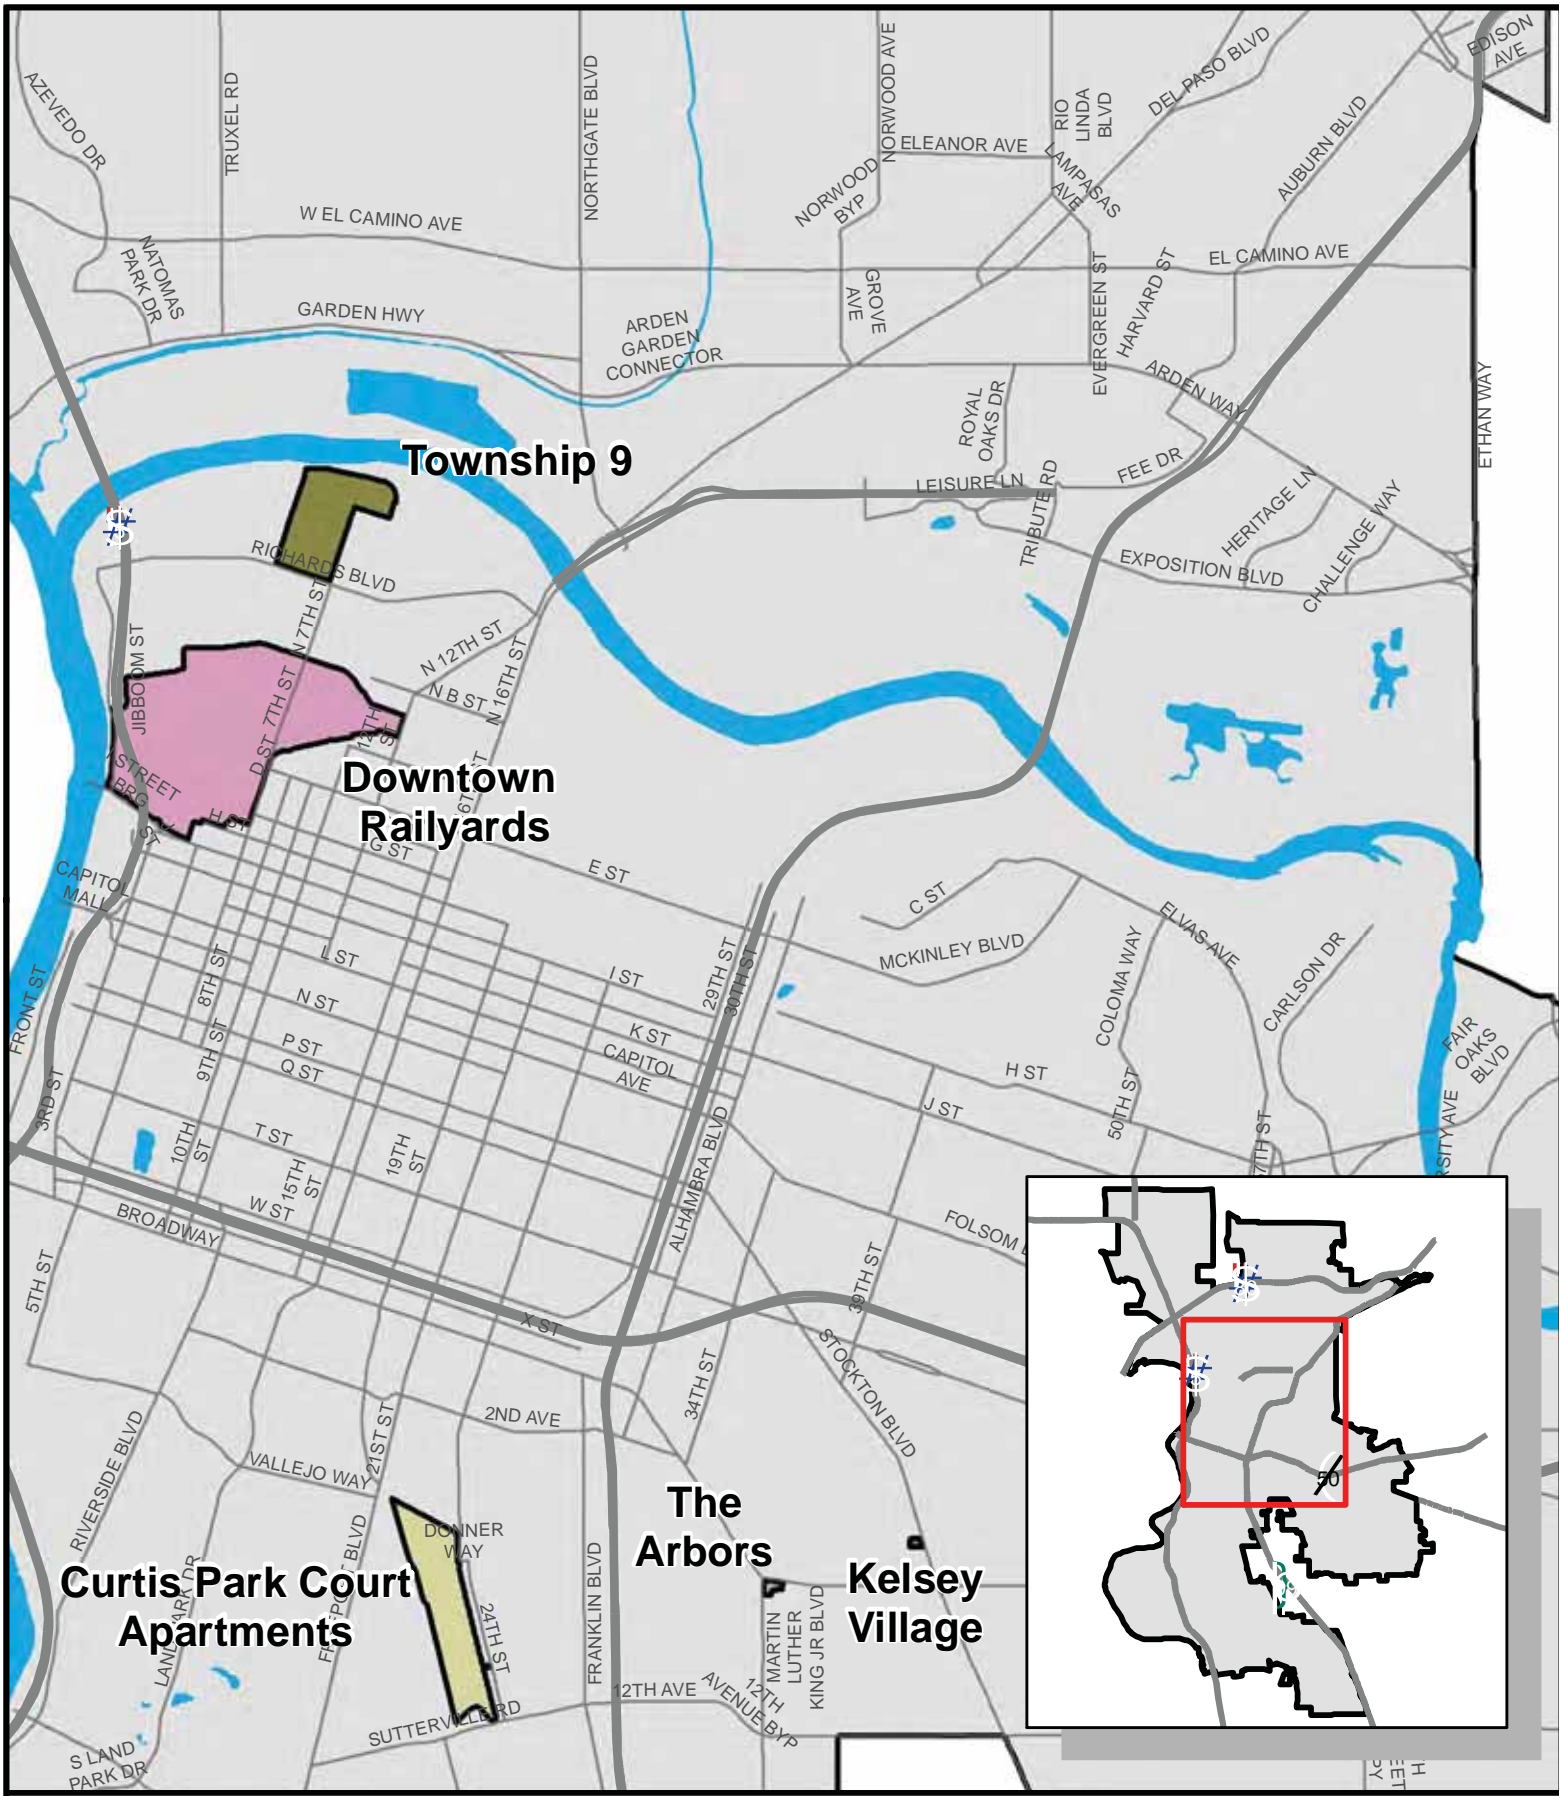 EDISON
AVE
AZEVEDO DR
TRUXEL RD
NORTHGATE BLVD
NORWOOD AVE
RIO
LINDA
BLVD
DEL PASO BLVD
AUBURN BLVD
ELEANOR AVE
LAMPASAS
AVE
NORWOOD
BYP
W EL CAMINO AVE
NATOMAS
PARK DR
EL CAMINO AVE
GROVE
AVE
EVERGREEN ST
HARVARD ST
GARDEN HWY
ARDEN
GARDEN
CONNECTOR
ARDEN WAY
ETHAN WAY
ROYAL
OAKS DR
Township 9
LEISURE LN
TRIBUTE RD
FEE DR
HERITAGE LN
CHALLENGE WAY
EXPOSITION BLVD
RICHARDS BLVD
N 7TH ST
N 12TH ST
N B ST
N 16TH ST
JIBBOOM ST
7TH ST
D ST
12TH
ST
I STREET
BRG
H ST
Downtown
Railyards
G ST
E ST
CAPITOL
MALL
C ST
MCKINLEY BLVD
ELVAS AVE
COLOMA WAY
CARLSON DR
FRONT ST
8TH ST
L ST
I ST
29TH ST
30TH ST
N ST
K ST
CAPITOL
AVE
P ST
Q ST
9TH ST
FAIR
OAKS
BLVD
H ST
J ST
50TH ST
3RD ST
10TH
ST
T ST
15TH
ST
19TH
ST
W ST
BROADWAY
ALHAMBRA BLVD
5TH ST
39TH ST
FOLSOM
X ST
STOCKTON BLVD
34TH ST
2ND AVE
21ST ST
RIVERSIDE BLVD
VALLEJO WAY
DONNER
WAY
The
Arbors
Kelsey
Village
Curtis Park Court
Apartments
24TH ST
FRANKLIN BLVD
MARTIN
LUTHER
KING JR BLVD
12TH AVE
12TH
AVENUE BYP
SUTTERVILLE RD
S LAND
PARK DR
50